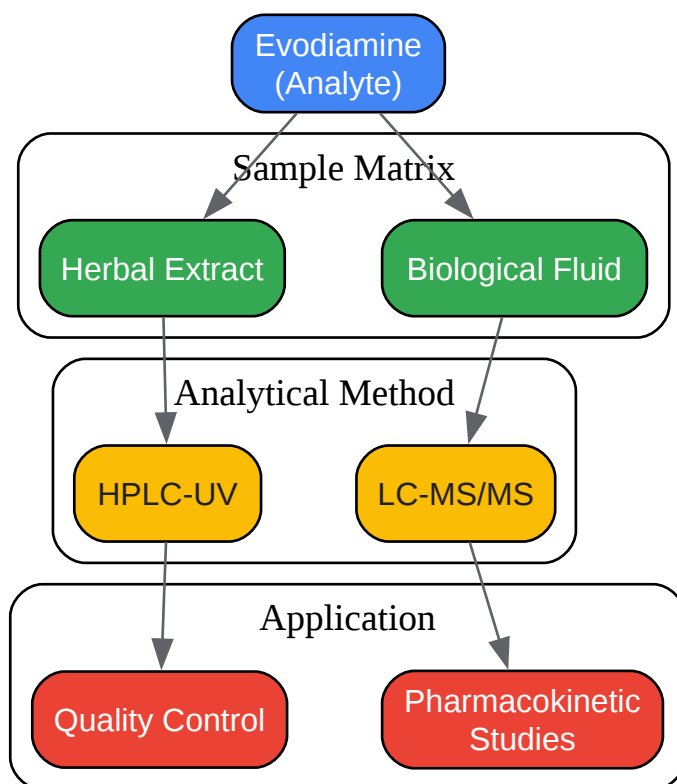 Evodiamine
(Analyte)
Sample Matrix
Herbal Extract
Biological Fluid
Analytical Method
HPLC-UV
LC-MS/MS
Application
Quality Control
Pharmacokinetic
Studies